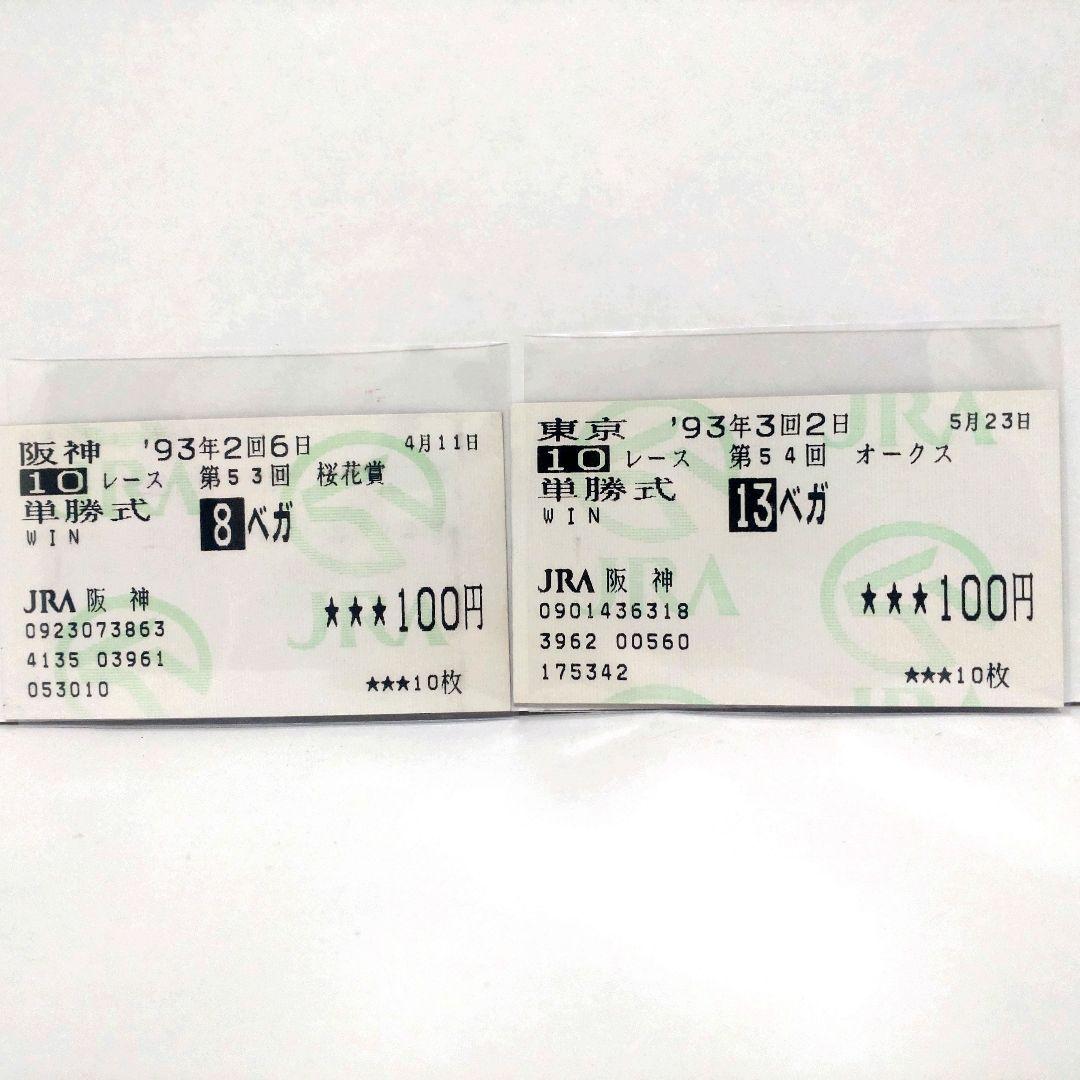 阪神 '93年2回6日 4月11日
10 レース 第53回 桜花賞
単勝式 8 ベガ
WIN
JRA 阪神 ★★★100円
0923073863
4135 03961
053010 ★★★10枚
東京 '93年3回2日 5月23日
10 レース 第54回 オークス
単勝式 13 ベガ
WIN
JRA 阪神 ★★★100円
0901436318
3962 00560
175342 ★★★10枚